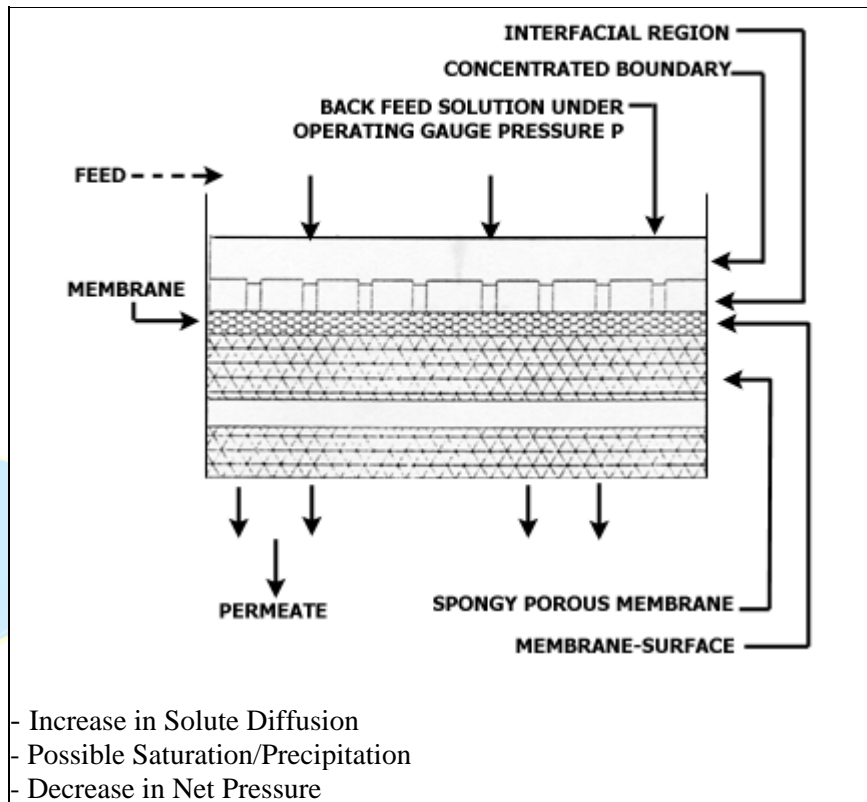 INTERFACIAL REGION
CONCENTRATED BOUNDARY
BACK FEED SOLUTION UNDER
OPERATING GAUGE PRESSURE P
FEED
MEMBRANE
PERMEATE
SPONGY POROUS MEMBRANE
MEMBRANE-SURFACE
- Increase in Solute Diffusion
- Possible Saturation/Precipitation
- Decrease in Net Pressure